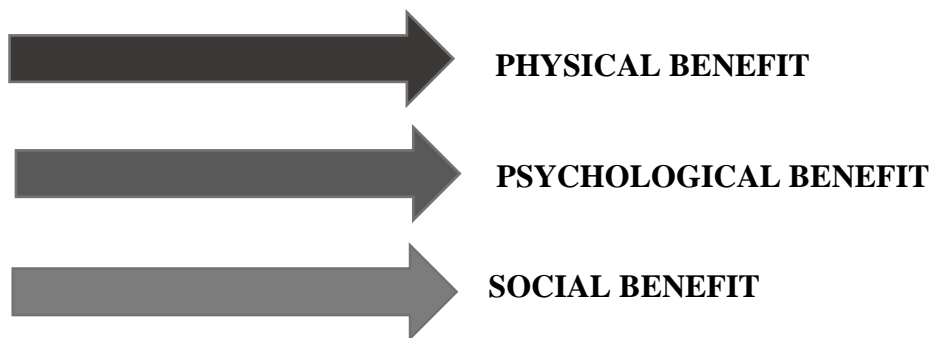 PHYSICAL BENEFIT
PSYCHOLOGICAL BENEFIT
SOCIAL BENEFIT